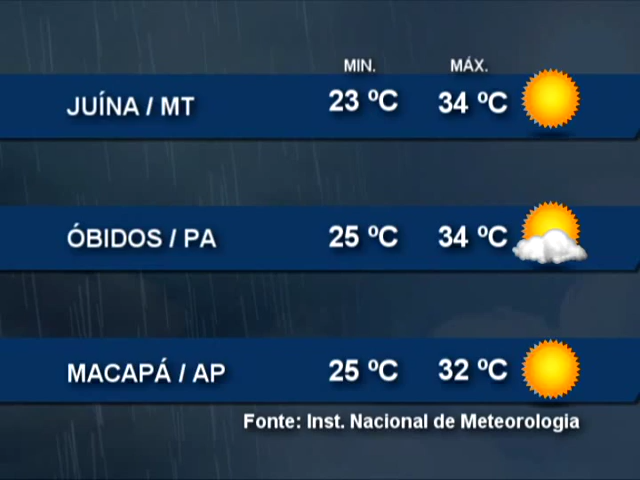 MIN. MÁX.
JUÍNA / MT 23 ºC 34 ºC
ÓBIDOS / PA 25 ºC 34 ºC
MACAPÁ / AP 25 ºC 32 ºC
Fonte: Inst. Nacional de Meteorologia